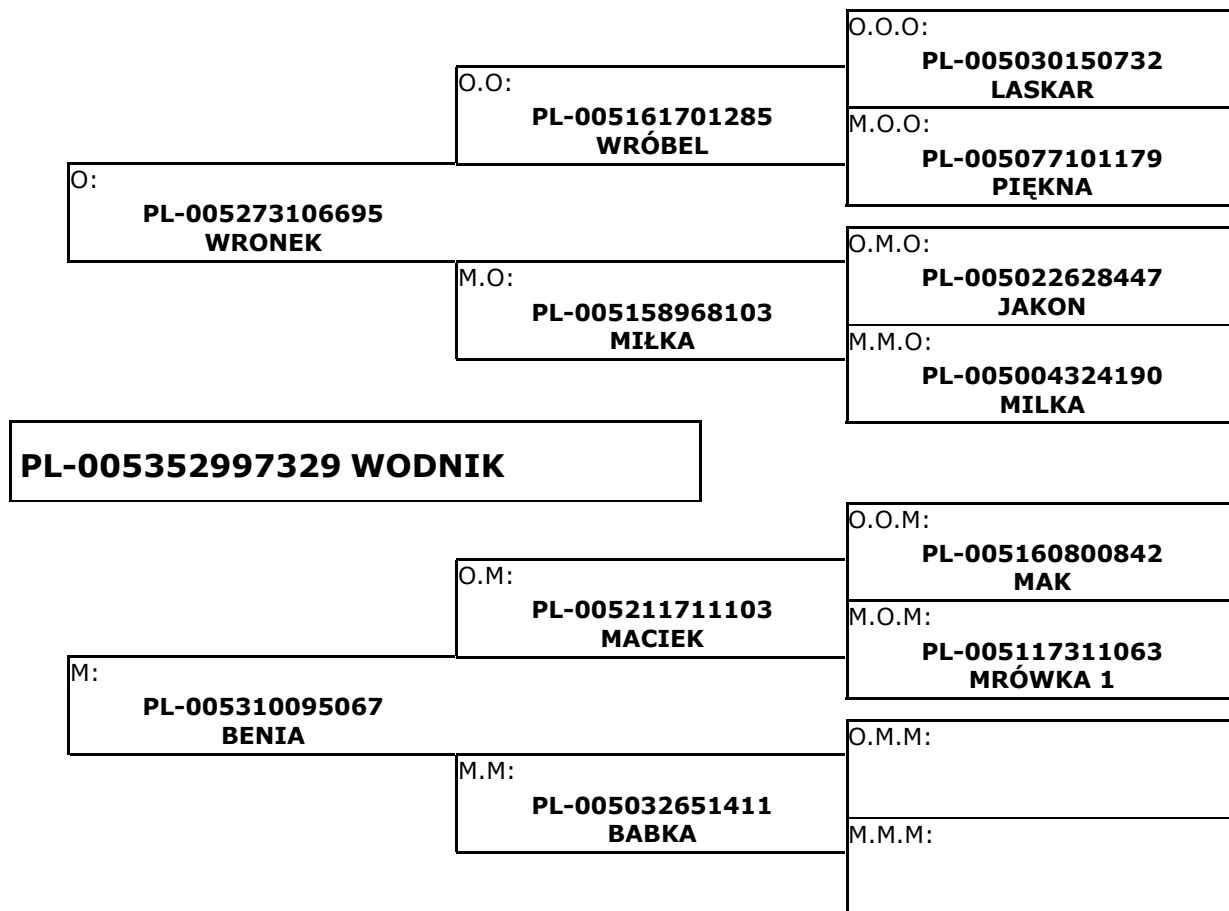 O.O.O:
PL-005030150732
LASKAR
O.O:
PL-005161701285
WRÓBEL
M.O.O:
PL-005077101179
PIĘKNA
O:
PL-005273106695
WRONEK
O.M.O:
PL-005022628447
JAKON
M.O:
PL-005158968103
MIŁKA
M.M.O:
PL-005004324190
MILKA
PL-005352997329 WODNIK
O.O.M:
PL-005160800842
MAK
O.M:
PL-005211711103
MACIEK
M.O.M:
PL-005117311063
MRÓWKA 1
M:
PL-005310095067
BENIA
O.M.M:
M.M:
PL-005032651411
BABKA
M.M.M: